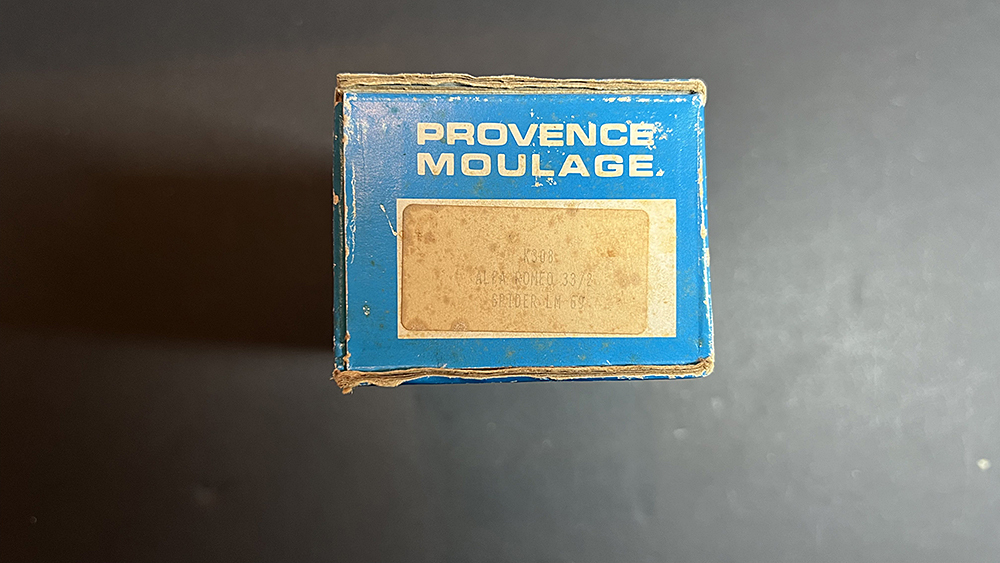 PROVENCE
MOULAGE
K308
ALFA ROMEO 33/2
SPIDER LM 69